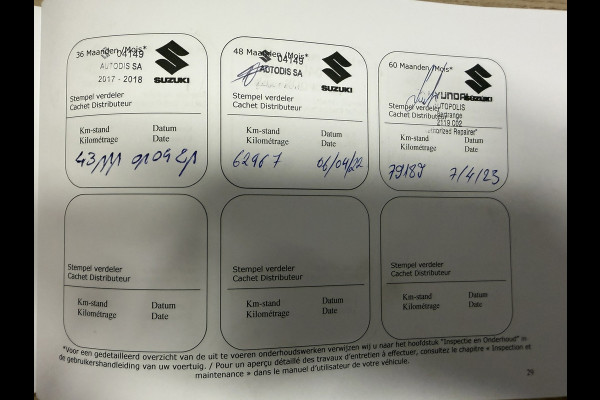 36 Maanden /Mois*
04149
AUTODIS SA
2017 - 2018
SUZUKI
Stempel verdeler
Cachet Distributeur
Km-stand Datum
Kilométrage Date
48 Maanden /Mois*
04149
AUTODIS SA
SUZUKI
Stempel verdeler
Cachet Distributeur
Km-stand Datum
Kilométrage Date
62967 06/04/22
60 Maanden /Mois*
SUZUKI
Stempel verdeler
AUTOPOLIS
Cachet Distributeur
Km-stand Datum
Kilométrage Date
79189 7/4/23
Stempel verdeler
Cachet Distributeur
Km-stand Datum
Kilométrage Date
Stempel verdeler
Cachet Distributeur
Km-stand Datum
Kilométrage Date
Stempel verdeler
Cachet Distributeur
Km-stand Datum
Kilométrage Date
*Voor een gedetailleerd overzicht van de uit te voeren onderhoudswerken verwijzen wij u naar het hoofdstuk "Inspectie en Onderhoud" in
de gebruikershandleiding van uw voertuig. / Pour un aperçu détaillé des travaux d'entretien à effectuer, consultez le chapitre « Inspection et
maintenance » dans le manuel d'utilisateur de votre véhicule.
29